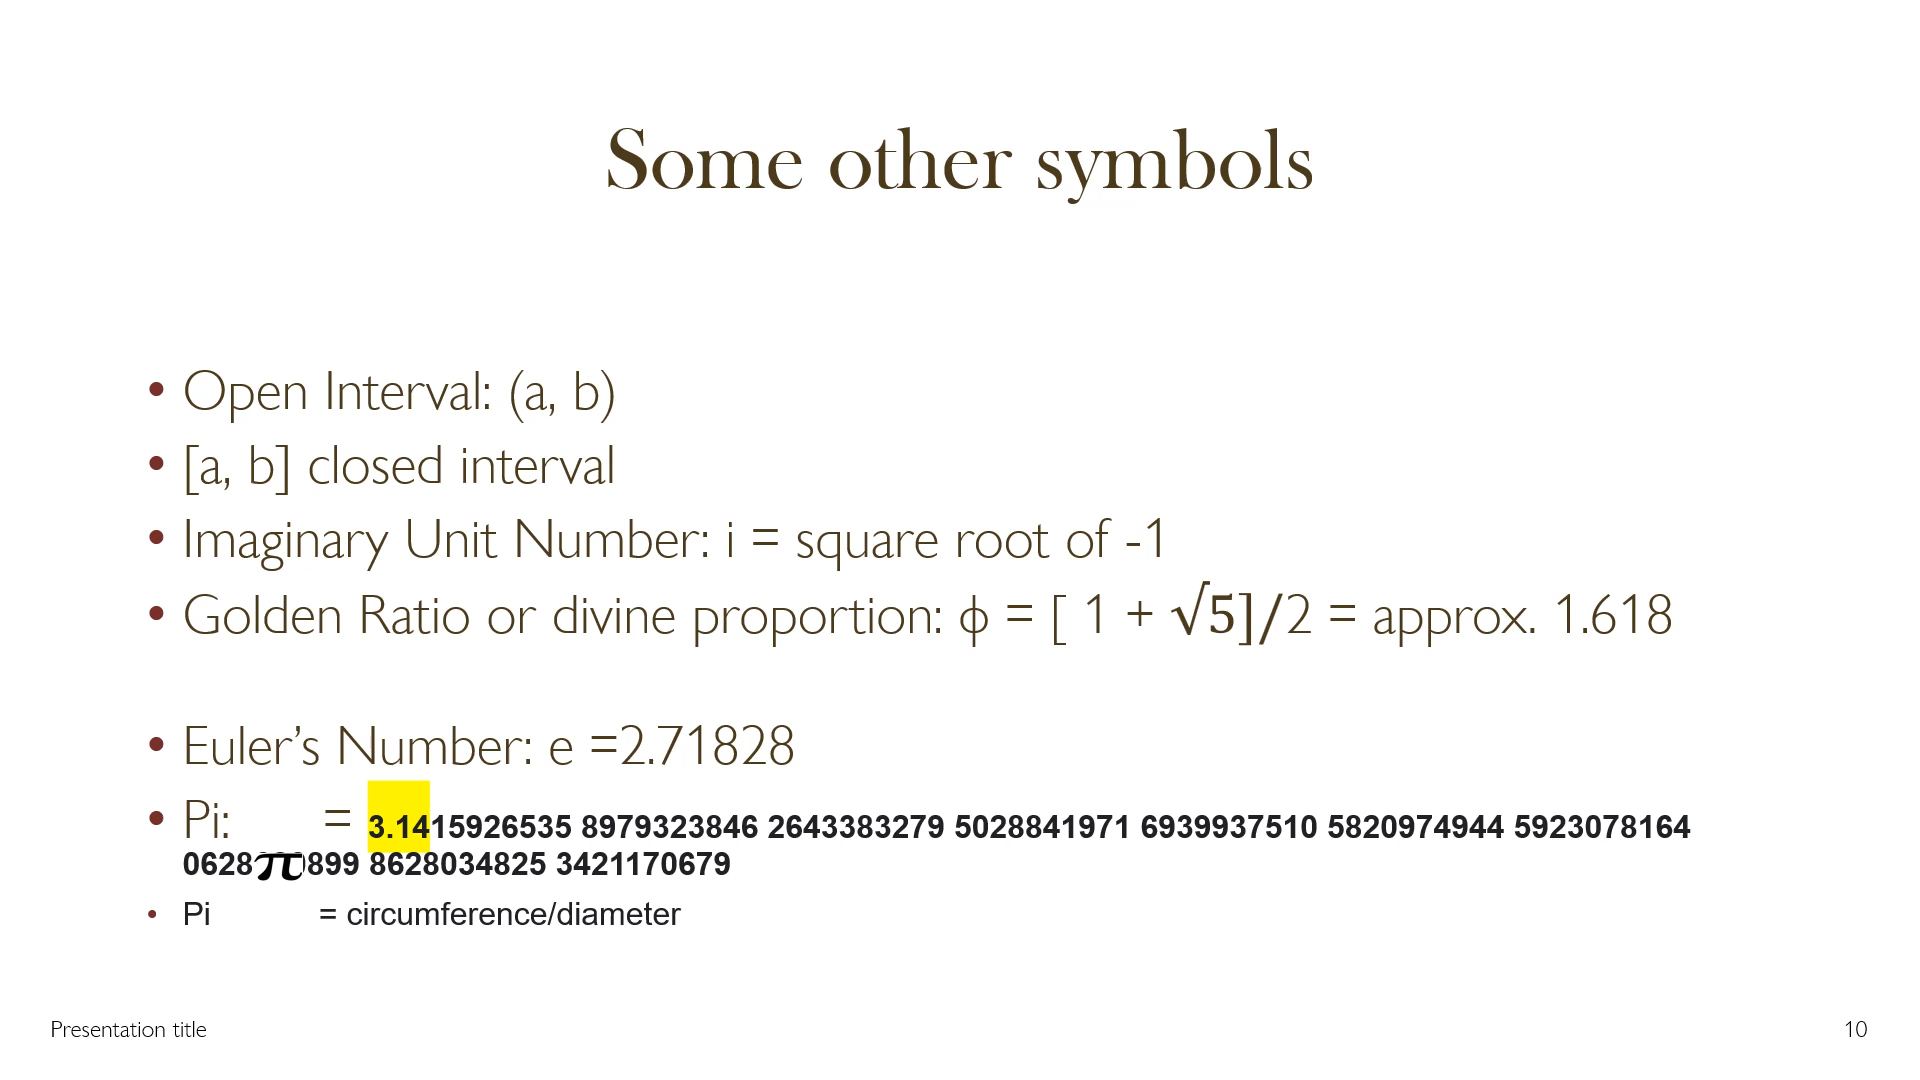 Some other symbols
• Open Interval: (a, b)
• [a, b] closed interval
• Imaginary Unit Number: i = square root of -1
• Golden Ratio or divine proportion: ϕ = [ 1 + √5]/2 = approx. 1.618
• Euler’s Number: e =2.71828
• Pi: = 3.1415926535 8979323846 2643383279 5028841971 6939937510 5820974944 5923078164
0628 π 899 8628034825 3421170679
• Pi = circumference/diameter
Presentation title
10